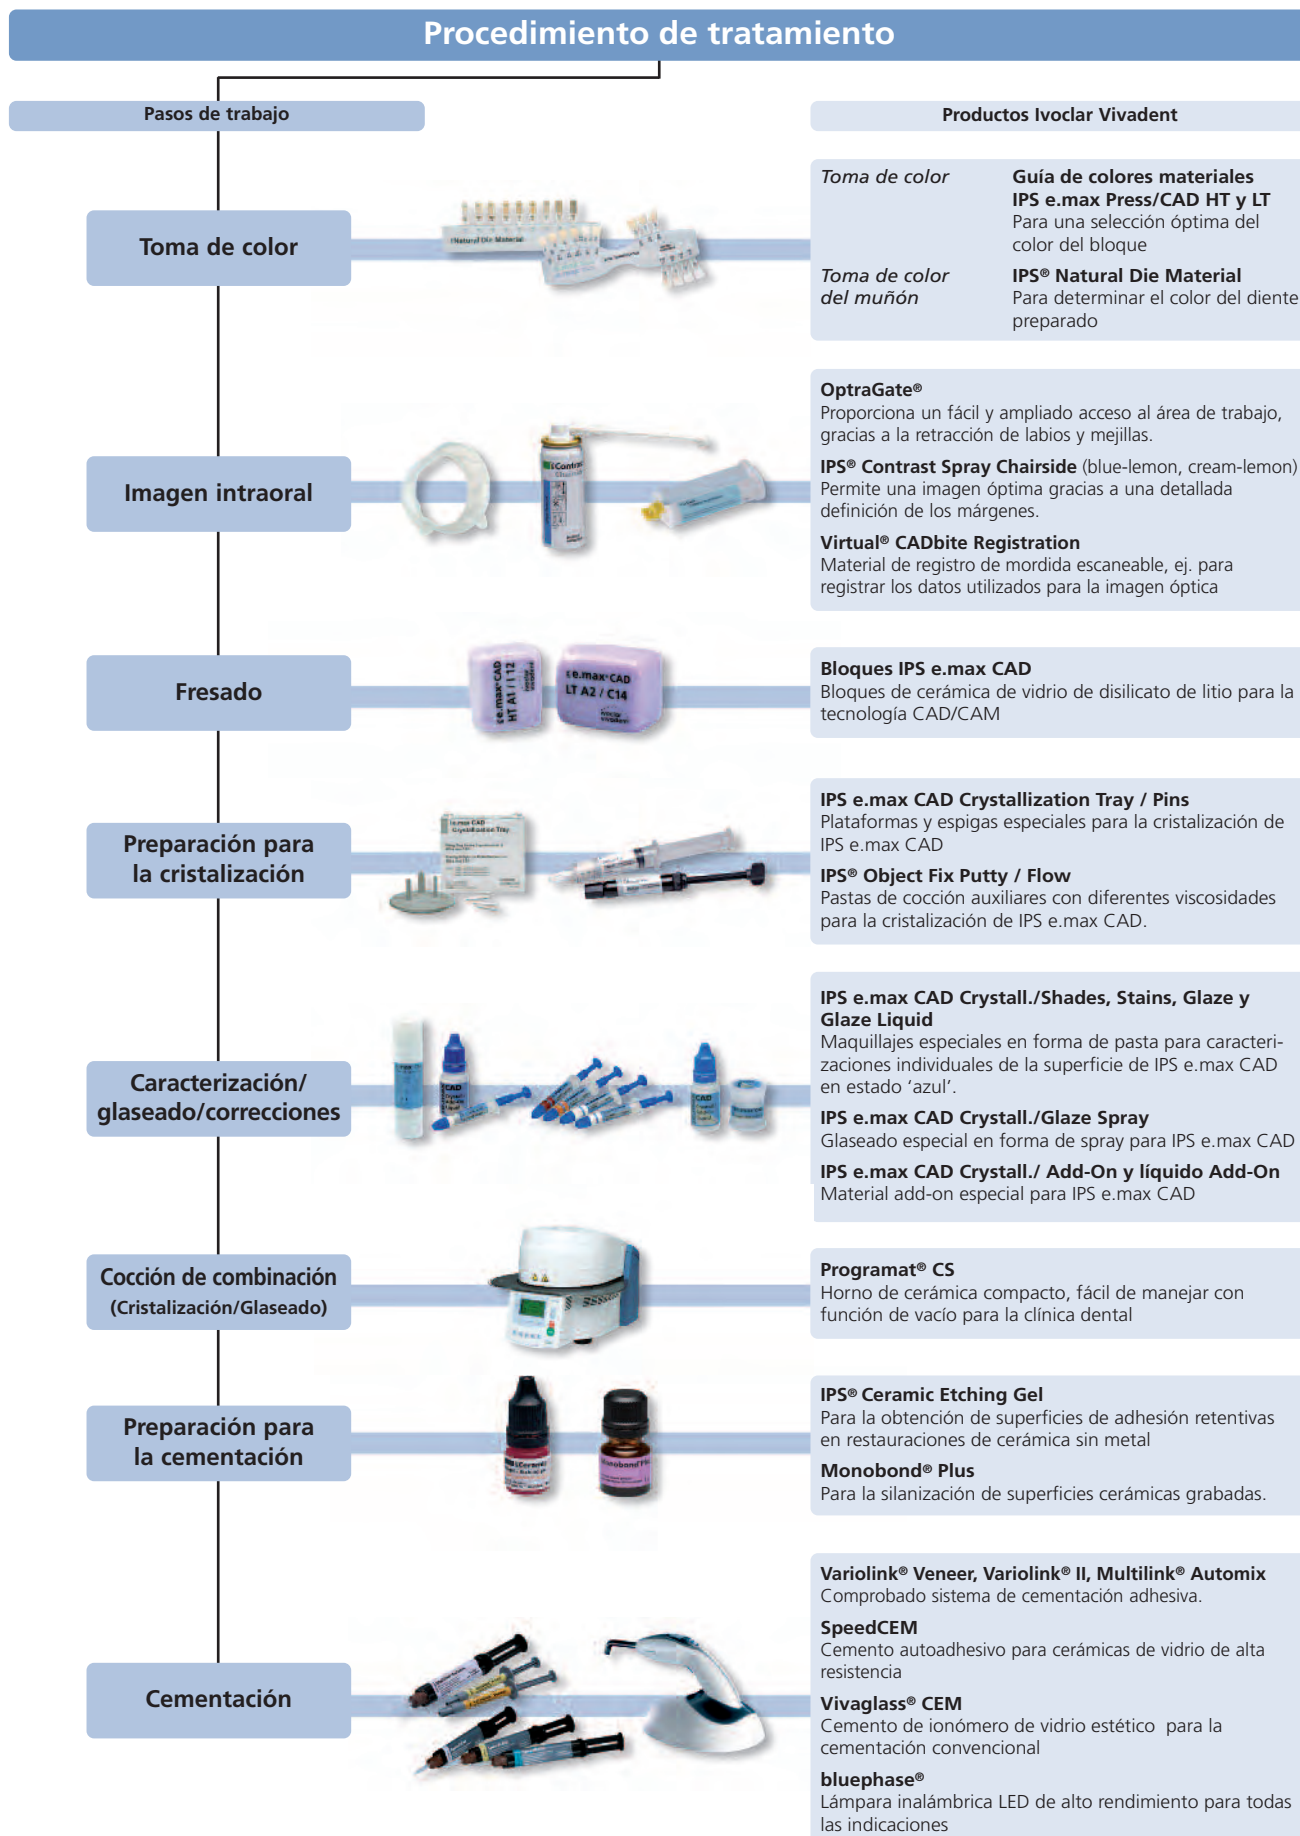 Procedimiento de tratamiento
Pasos de trabajo
Productos Ivoclar Vivadent
Toma de color
Natural Die Material
Toma de color
Guía de colores materiales
IPS e.max Press/CAD HT y LT
Para una selección óptima del
color del bloque
Toma de color
del muñón
IPS® Natural Die Material
Para determinar el color del diente
preparado
Imagen intraoral
OptraGate®
Proporciona un fácil y ampliado acceso al área de trabajo,
gracias a la retracción de labios y mejillas.
IPS® Contrast Spray Chairside (blue-lemon, cream-lemon)
Permite una imagen óptima gracias a una detallada
definición de los márgenes.
Virtual® CADbite Registration
Material de registro de mordida escaneable, ej. para
registrar los datos utilizados para la imagen óptica
Fresado
e.max CAD
HT A1 / I 12
e.max CAD
LT A2 / C14
Bloques IPS e.max CAD
Bloques de cerámica de vidrio de disilicato de litio para la
tecnología CAD/CAM
Preparación para
la cristalización
e.max CAD
Crystallization Tray
IPS e.max CAD Crystallization Tray / Pins
Plataformas y espigas especiales para la cristalización de
IPS e.max CAD
IPS® Object Fix Putty / Flow
Pastas de cocción auxiliares con diferentes viscosidades
para la cristalización de IPS e.max CAD.
Caracterización/
glaseado/correcciones
CAD
CAD
IPS e.max CAD Crystall./Shades, Stains, Glaze y
Glaze Liquid
Maquillajes especiales en forma de pasta para caracteri-
zaciones individuales de la superficie de IPS e.max CAD
en estado ‘azul’.
IPS e.max CAD Crystall./Glaze Spray
Glaseado especial en forma de spray para IPS e.max CAD
IPS e.max CAD Crystall./ Add-On y líquido Add-On
Material add-on especial para IPS e.max CAD
Cocción de combinación
(Cristalización/Glaseado)
Programat® CS
Horno de cerámica compacto, fácil de manejar con
función de vacío para la clínica dental
Preparación para
la cementación
Ceramic
Monobond Plus
IPS® Ceramic Etching Gel
Para la obtención de superficies de adhesión retentivas
en restauraciones de cerámica sin metal
Monobond® Plus
Para la silanización de superficies cerámicas grabadas.
Cementación
Variolink® Veneer, Variolink® II, Multilink® Automix
Comprobado sistema de cementación adhesiva.
SpeedCEM
Cemento autoadhesivo para cerámicas de vidrio de alta
resistencia
Vivaglass® CEM
Cemento de ionómero de vidrio estético para la
cementación convencional
bluephase®
Lámpara inalámbrica LED de alto rendimiento para todas
las indicaciones